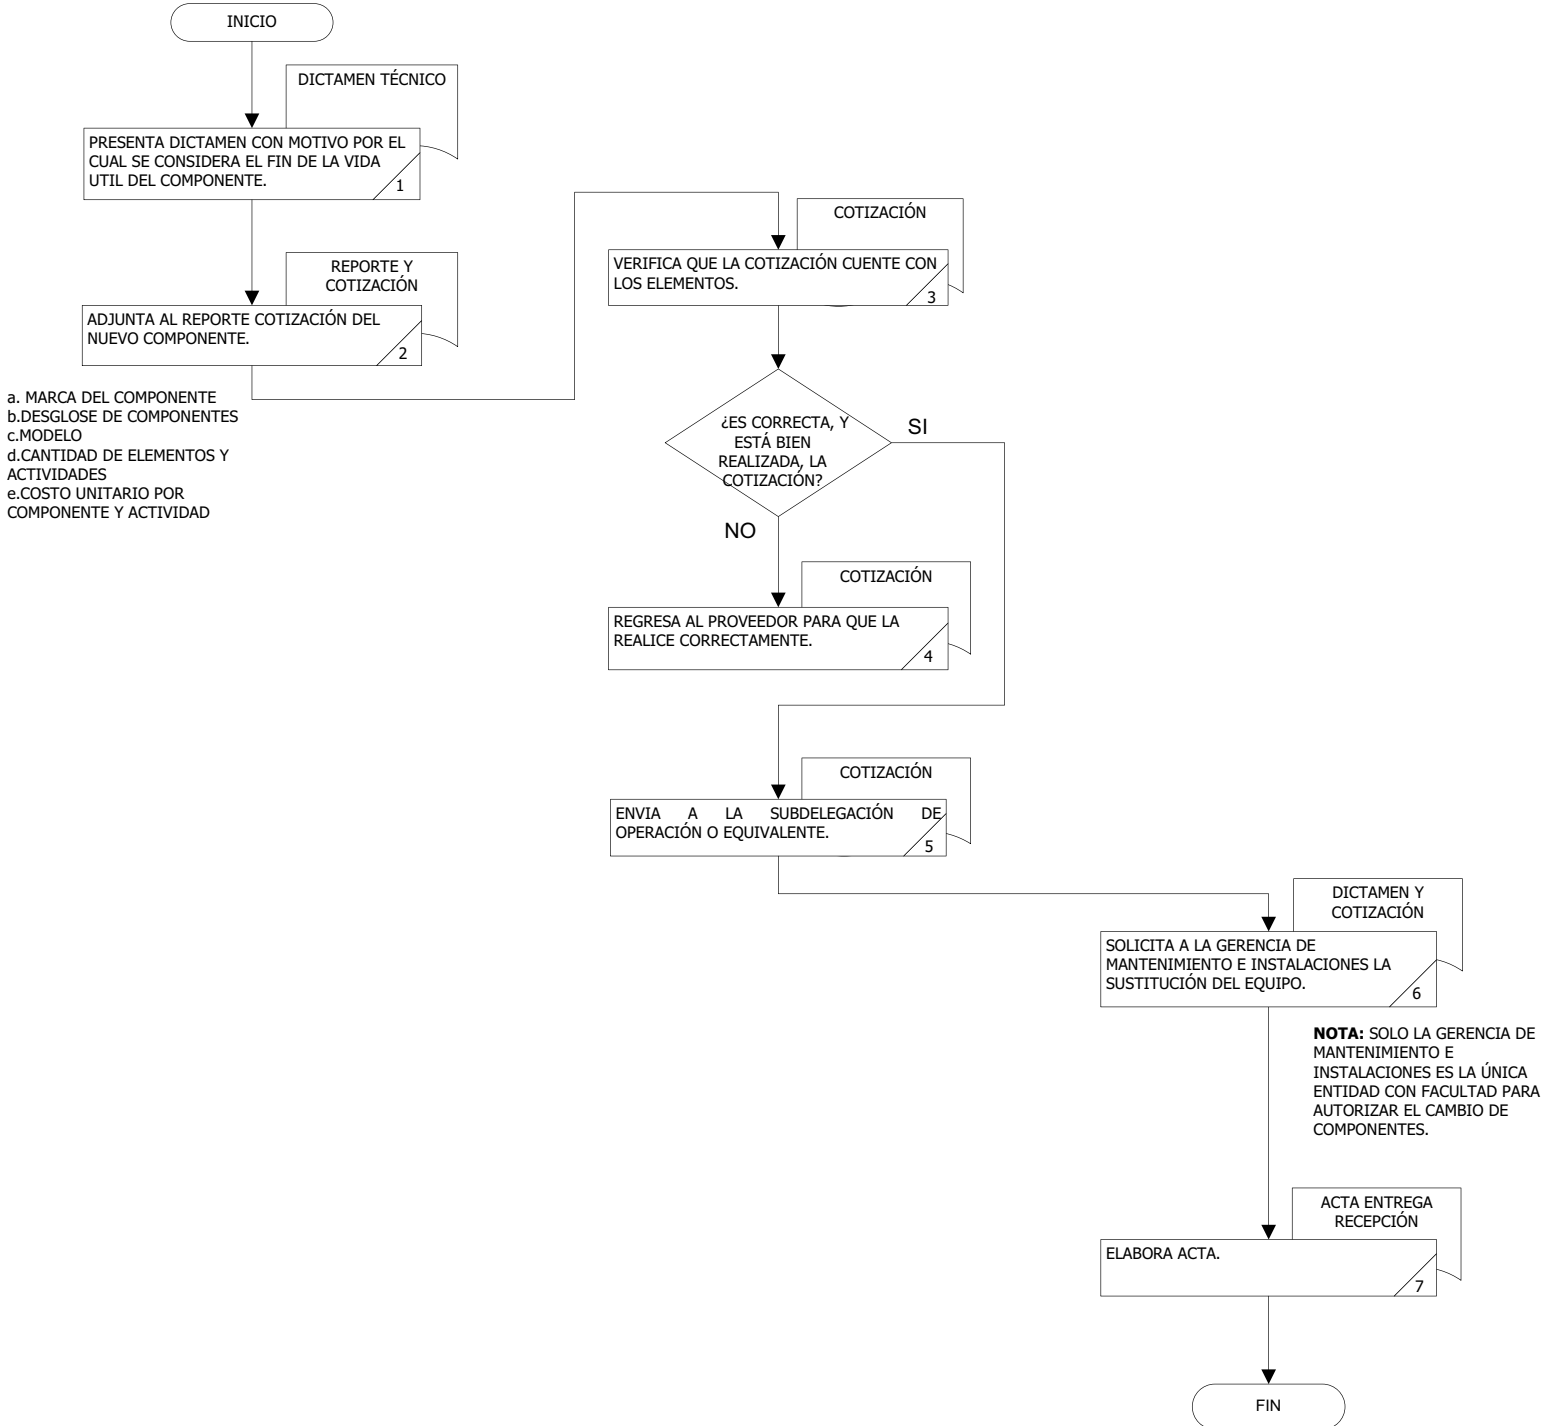 INICIO
DICTAMEN TÉCNICO
PRESENTA DICTAMEN CON MOTIVO POR EL
CUAL SE CONSIDERA EL FIN DE LA VIDA
UTIL DEL COMPONENTE.
1
REPORTE Y
COTIZACIÓN
ADJUNTA AL REPORTE COTIZACIÓN DEL
NUEVO COMPONENTE.
2
a. MARCA DEL COMPONENTE
b.DESGLOSE DE COMPONENTES
c.MODELO
d.CANTIDAD DE ELEMENTOS Y
ACTIVIDADES
e.COSTO UNITARIO POR
COMPONENTE Y ACTIVIDAD
COTIZACIÓN
VERIFICA QUE LA COTIZACIÓN CUENTE CON
LOS ELEMENTOS.
3
¿ES CORRECTA, Y
ESTÁ BIEN
REALIZADA, LA
COTIZACIÓN?
SI
NO
COTIZACIÓN
REGRESA AL PROVEEDOR PARA QUE LA
REALICE CORRECTAMENTE.
4
COTIZACIÓN
ENVIA A LA SUBDELEGACIÓN DE
OPERACIÓN O EQUIVALENTE.
5
DICTAMEN Y
COTIZACIÓN
SOLICITA A LA GERENCIA DE
MANTENIMIENTO E INSTALACIONES LA
SUSTITUCIÓN DEL EQUIPO.
6
NOTA: SOLO LA GERENCIA DE
MANTENIMIENTO E
INSTALACIONES ES LA ÚNICA
ENTIDAD CON FACULTAD PARA
AUTORIZAR EL CAMBIO DE
COMPONENTES.
ACTA ENTREGA
RECEPCIÓN
ELABORA ACTA.
7
FIN